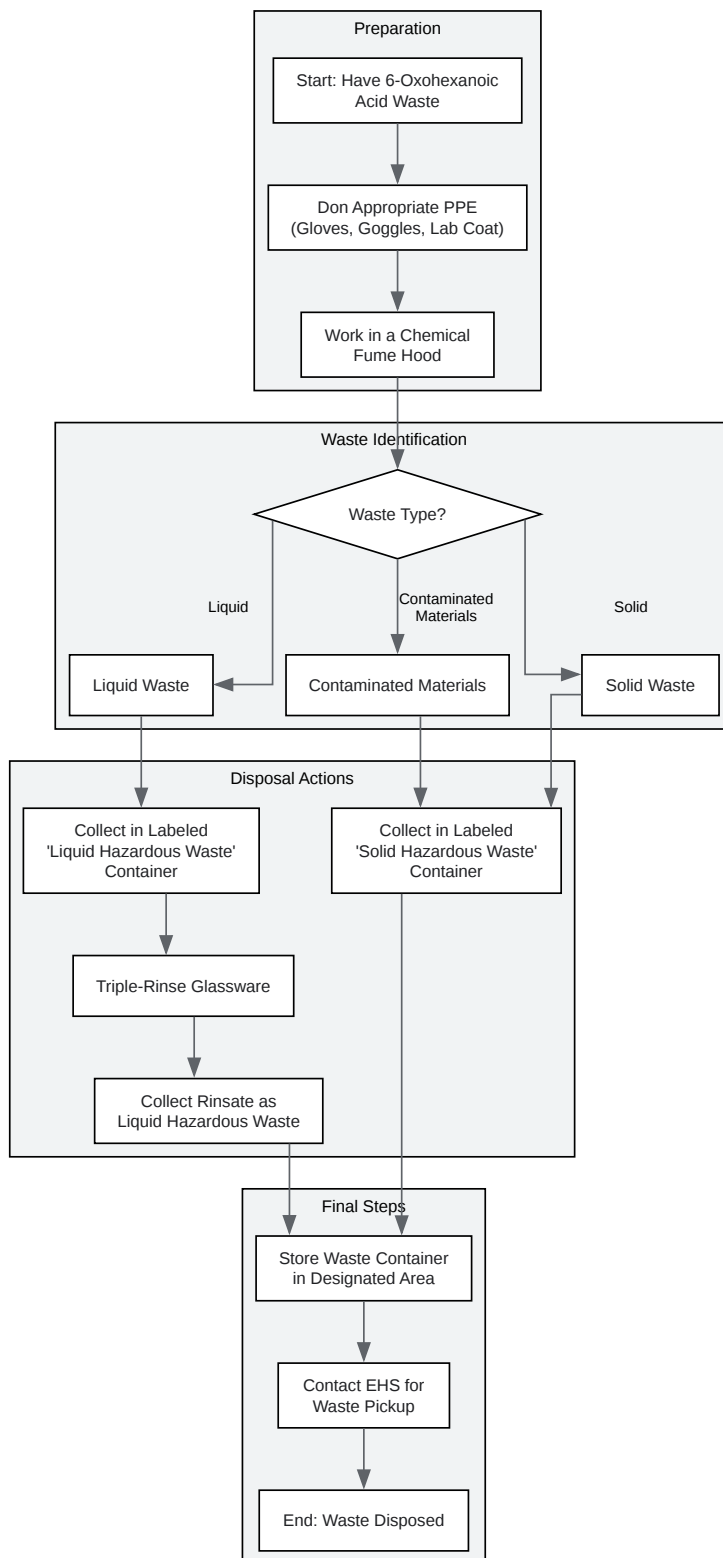 Preparation
Start: Have 6-Oxohexanoic
Acid Waste
Don Appropriate PPE
(Gloves, Goggles, Lab Coat)
Work in a Chemical
Fume Hood
Waste Identification
Waste Type?
Liquid
Contaminated
Materials
Solid
Liquid Waste
Contaminated Materials
Solid Waste
Disposal Actions
Collect in Labeled
'Liquid Hazardous Waste'
Container
Collect in Labeled
'Solid Hazardous Waste'
Container
Triple-Rinse Glassware
Collect Rinsate as
Liquid Hazardous Waste
Final Steps
Store Waste Container
in Designated Area
Contact EHS for
Waste Pickup
End: Waste Disposed